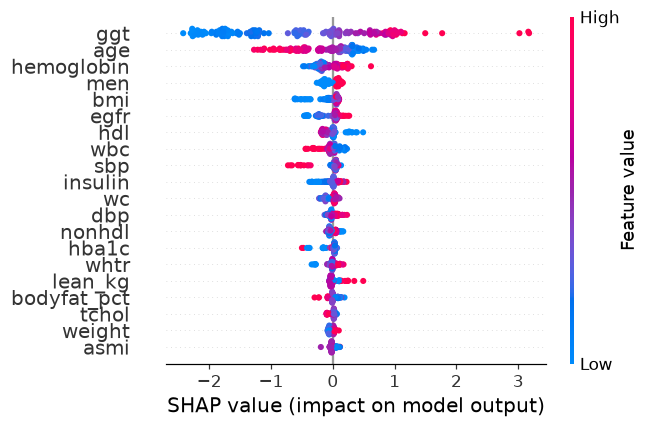 High
ggt
age
hemoglobin
men
bmi
egfr
hdl
wbc
sbp
insulin
wc
dbp
nonhdl
hba1c
whtr
lean_kg
bodyfat_pct
tchol
weight
asmi
Feature value
Low
−2 −1 0 1 2 3
SHAP value (impact on model output)